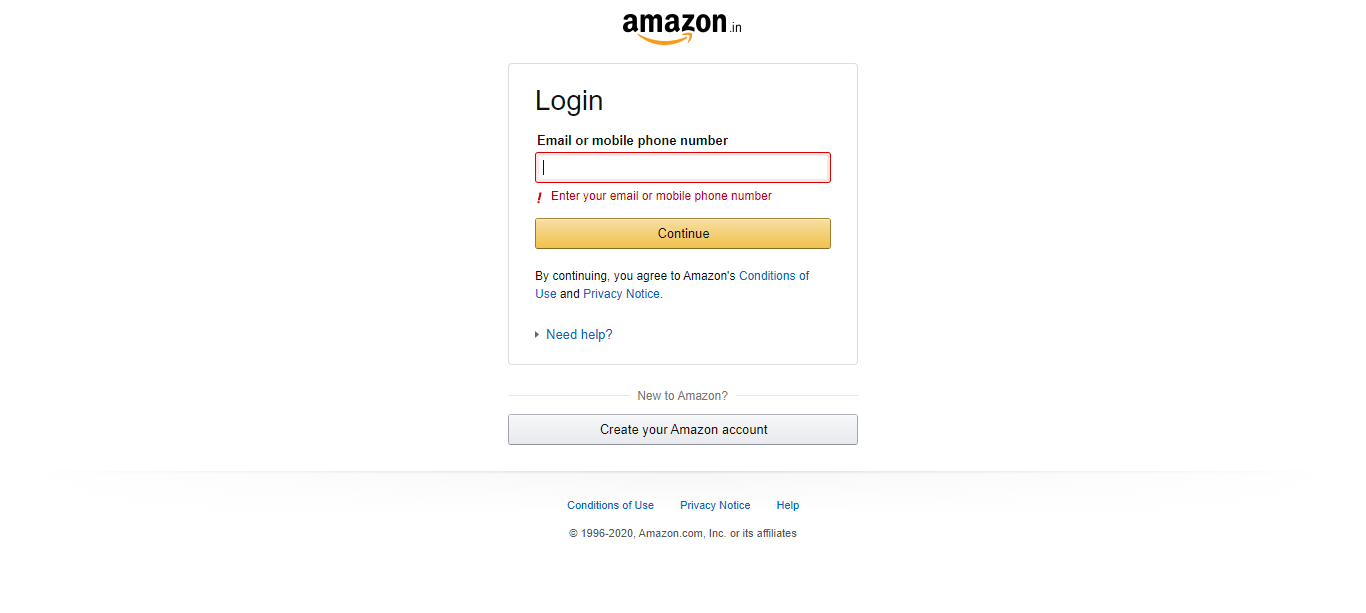 amazon.in
Login
Email or mobile phone number
! Enter your email or mobile phone number
Continue
By continuing, you agree to Amazon's Conditions of
Use and Privacy Notice.
Need help?
New to Amazon?
Create your Amazon account
Conditions of Use Privacy Notice Help
© 1996-2020, Amazon.com, Inc. or its affiliates